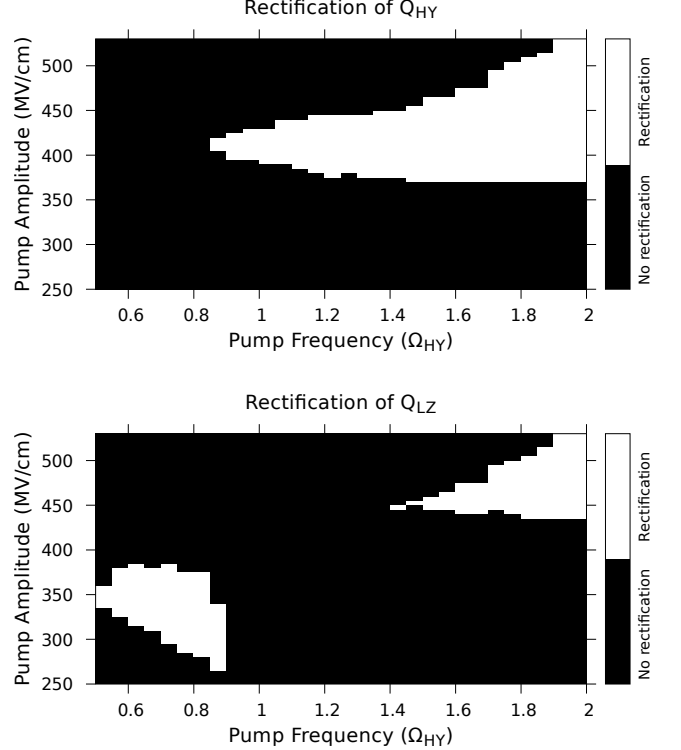 Rectification of Q_HY
Pump Amplitude (MV/cm)
500
450
400
350
300
250
0.6 0.8 1 1.2 1.4 1.6 1.8 2
Pump Frequency (Ω_HY)
Rectification
No rectification
Rectification of Q_LZ
Pump Amplitude (MV/cm)
500
450
400
350
300
250
0.6 0.8 1 1.2 1.4 1.6 1.8 2
Pump Frequency (Ω_HY)
Rectification
No rectification